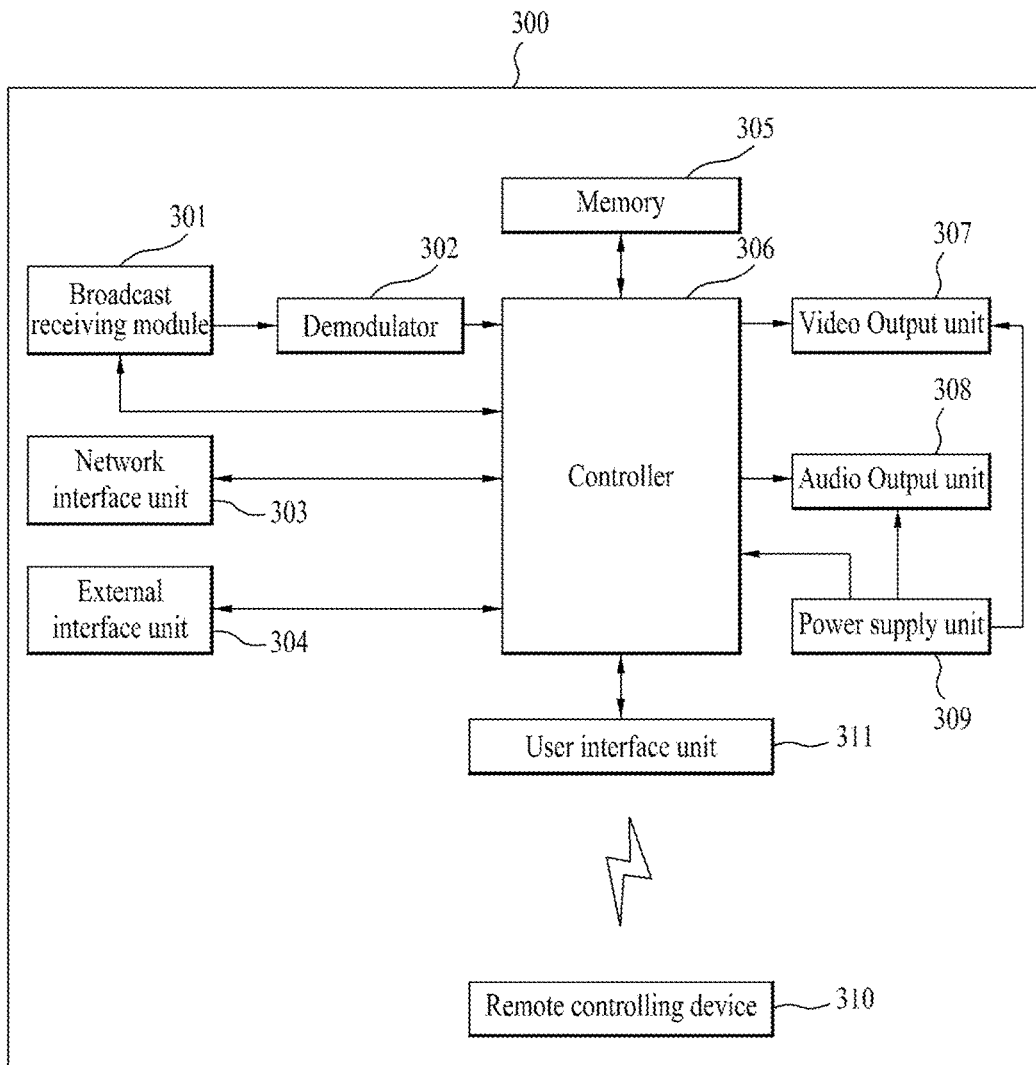 300
305
Memory
301
302
306
307
Broadcast
receiving module
Demodulator
Controller
Video Output unit
308
Network
interface unit
303
Audio Output unit
External
interface unit
304
Power supply unit
309
User interface unit
311
Remote controlling device
310